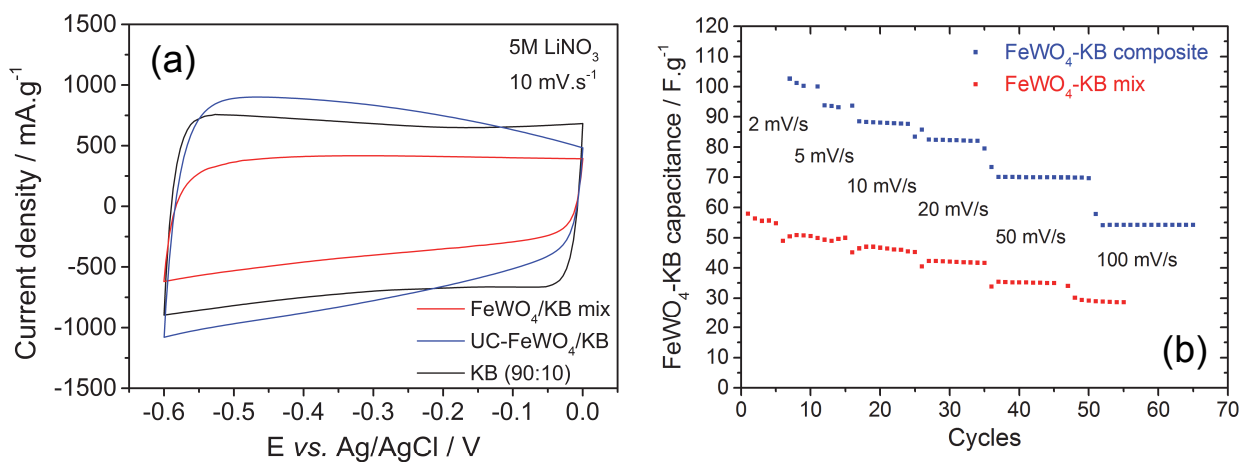 (a)
5M LiNO₃
10 mV.s⁻¹
1500
1000
500
0
-500
-1000
-1500
Current density / mA.g⁻¹
FeWO₄/KB mix
UC-FeWO₄/KB
KB (90:10)
-0.6 -0.5 -0.4 -0.3 -0.2 -0.1 0.0
E vs. Ag/AgCl / V
120
110
100
90
80
70
60
50
40
30
20
10
0
FeWO₄-KB capacitance / F.g⁻¹
FeWO₄-KB composite
FeWO₄-KB mix
2 mV/s
5 mV/s
10 mV/s
20 mV/s
50 mV/s
100 mV/s
(b)
0 10 20 30 40 50 60 70
Cycles